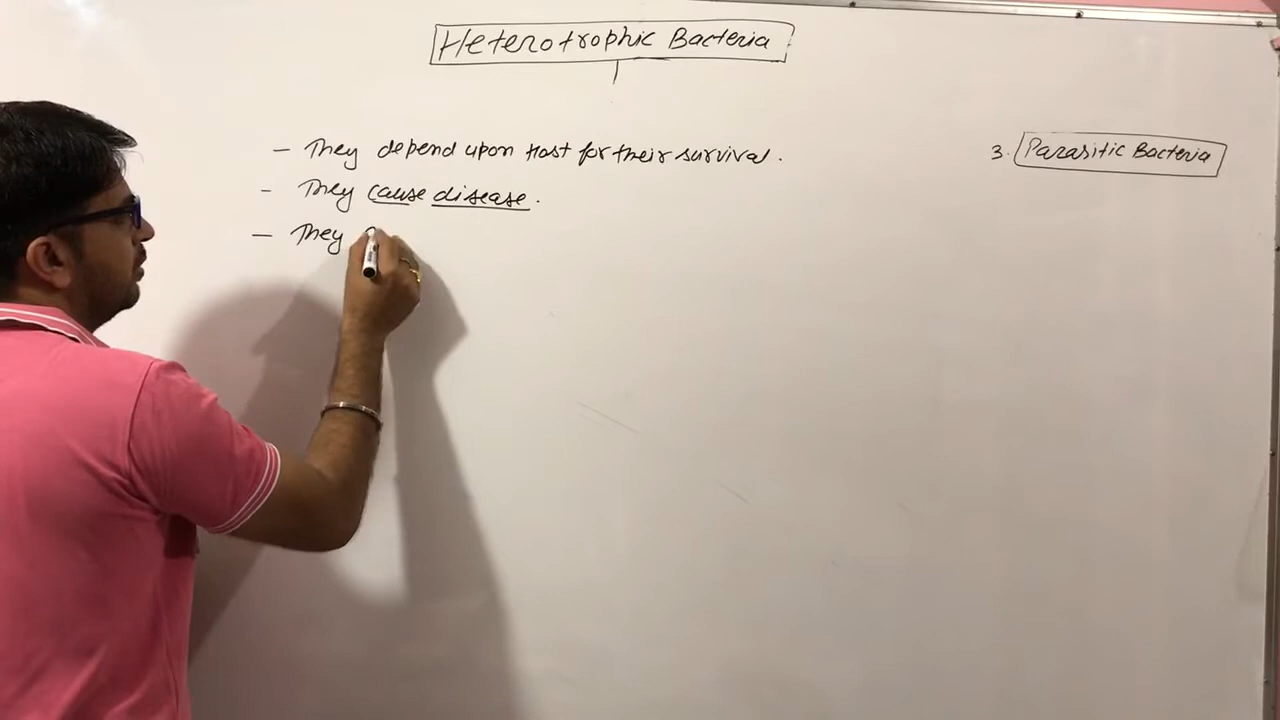 Heterotrophic Bacteria
- They depend upon Host for their survival.
3. Parasitic Bacteria
- They cause disease.
- They